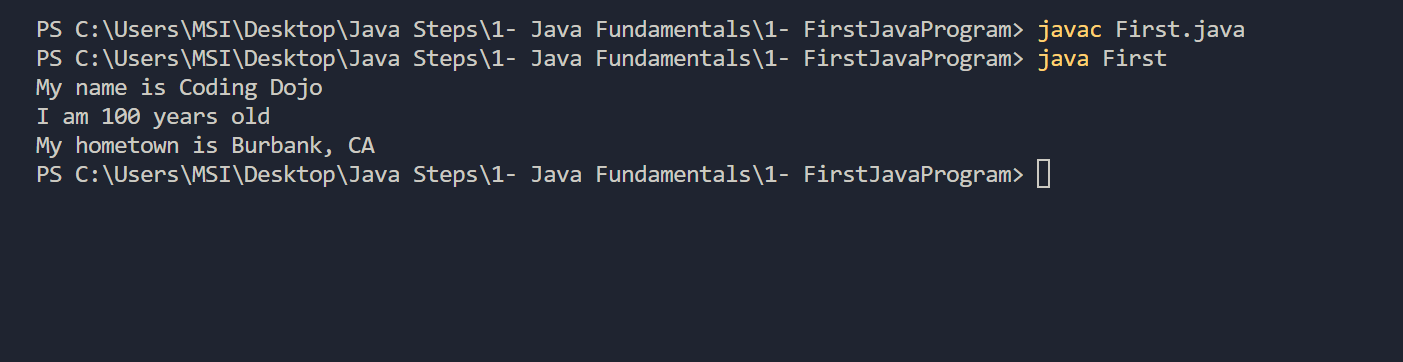 PS C:\Users\MSI\Desktop\Java Steps\1- Java Fundamentals\1- FirstJavaProgram> javac First.java
PS C:\Users\MSI\Desktop\Java Steps\1- Java Fundamentals\1- FirstJavaProgram> java First
My name is Coding Dojo
I am 100 years old
My hometown is Burbank, CA
PS C:\Users\MSI\Desktop\Java Steps\1- Java Fundamentals\1- FirstJavaProgram>